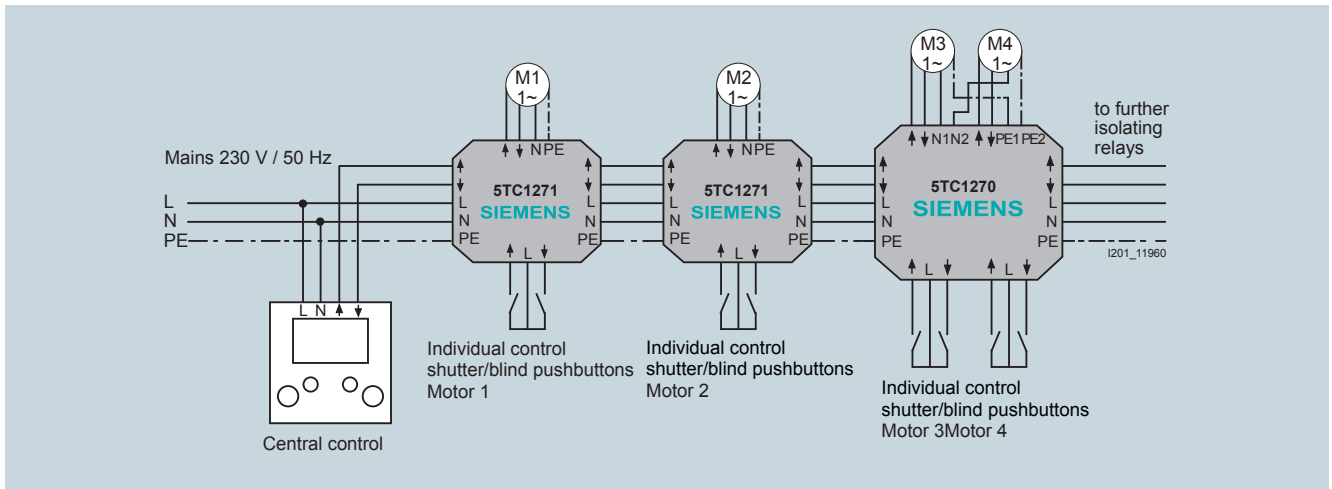 M1
1~
M2
1~
M3
1~
M4
1~
to further
isolating
relays
Mains 230 V / 50 Hz
L
N
PE
N PE
5TC1271
SIEMENS
L
N
PE
L
N
PE
L
N PE
5TC1271
SIEMENS
L
N
PE
L
N
PE
L
N1 N2 PE1 PE2
5TC1270
SIEMENS
L
N
PE
L
N
PE
L
L
I201_11960
L N
Central control
Individual control
shutter/blind pushbuttons
Motor 1
Individual control
shutter/blind pushbuttons
Motor 2
Individual control
shutter/blind pushbuttons
Motor 3Motor 4